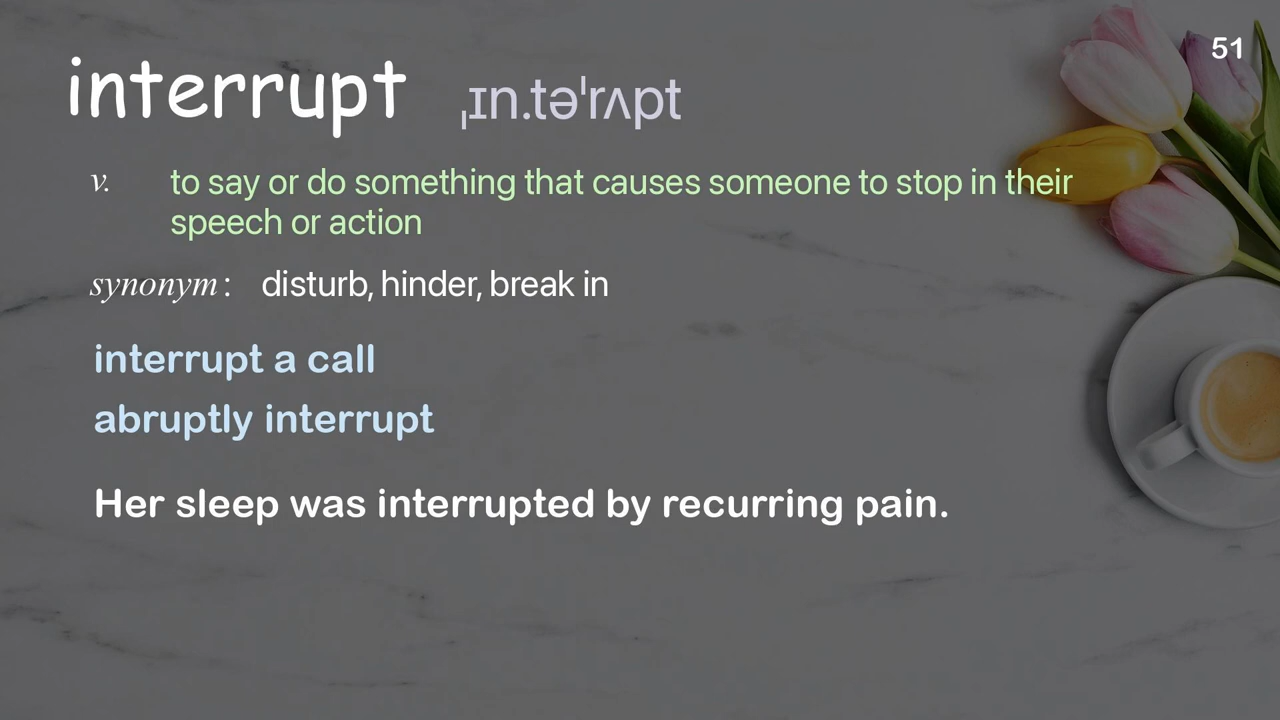 51
interrupt ˌɪn.təˈrʌpt
v. to say or do something that causes someone to stop in their
speech or action
synonym: disturb, hinder, break in
interrupt a call
abruptly interrupt
Her sleep was interrupted by recurring pain.